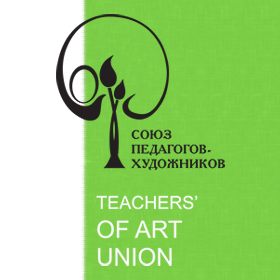 СОЮЗ
ПЕДАГОГОВ-
ХУДОЖНИКОВ
TEACHERS’
OF ART
UNION